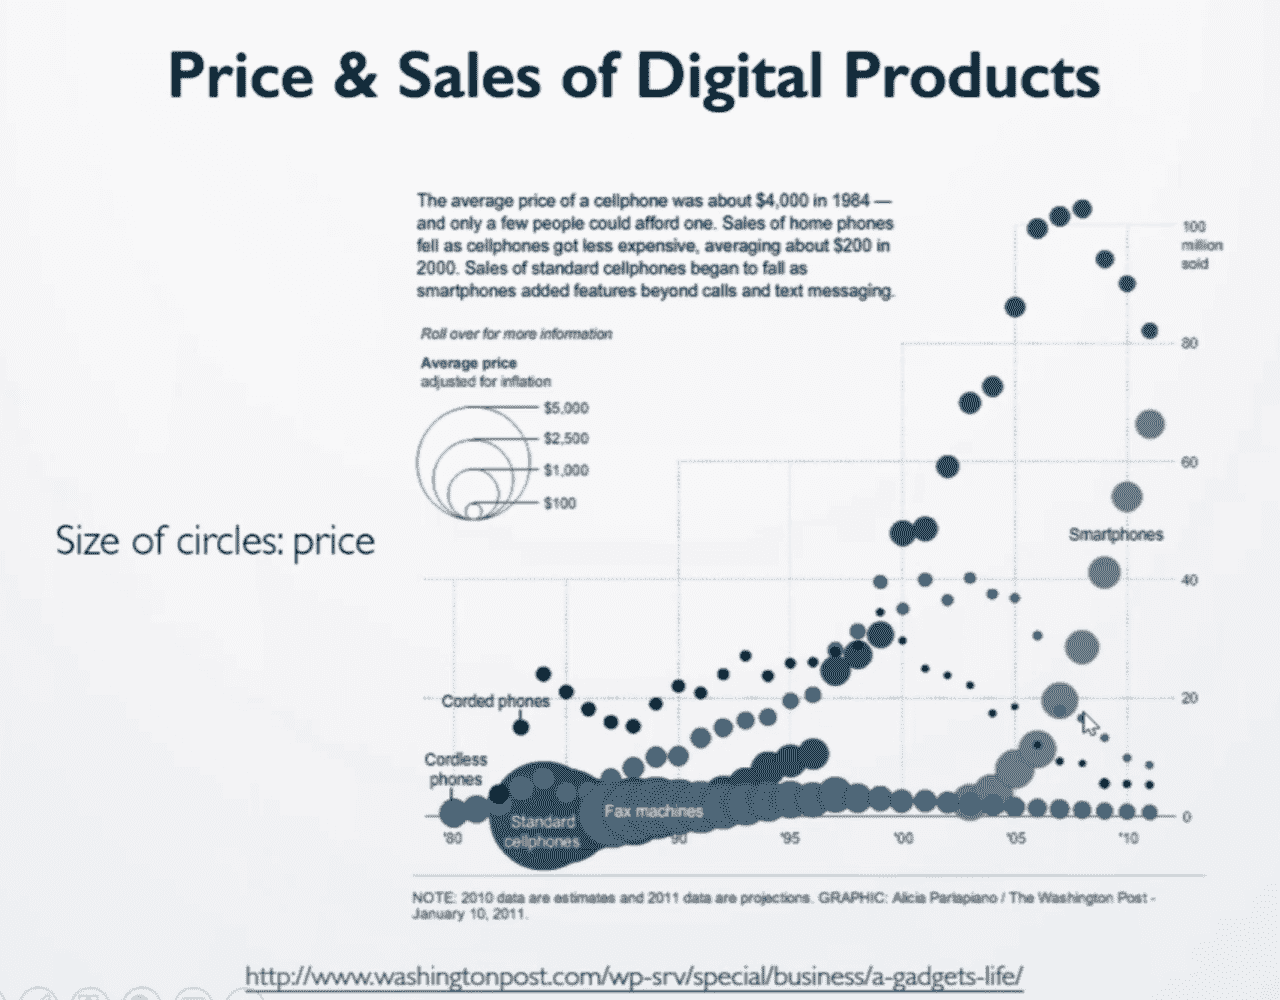 Price & Sales of Digital Products
The average price of a cellphone was about $4,000 in 1984 —
and only a few people could afford one. Sales of home phones
fell as cellphones got less expensive, averaging about $200 in
2000. Sales of standard cellphones began to fall as
smartphones added features beyond calls and text messaging.
Roll over for more information
Average price
adjusted for inflation
$5,000
$2,500
$1,000
$100
Size of circles: price
100
million
sold
80
60
Smartphones
40
Corded phones
20
Cordless
phones
Fax machines
Standard
cellphones
0
'80
'90
'95
'00
'05
'10
NOTE: 2010 data are estimates and 2011 data are projections. GRAPHIC: Alicia Parlapiano / The Washington Post -
January 10, 2011.
http://www.washingtonpost.com/wp-srv/special/business/a-gadgets-life/